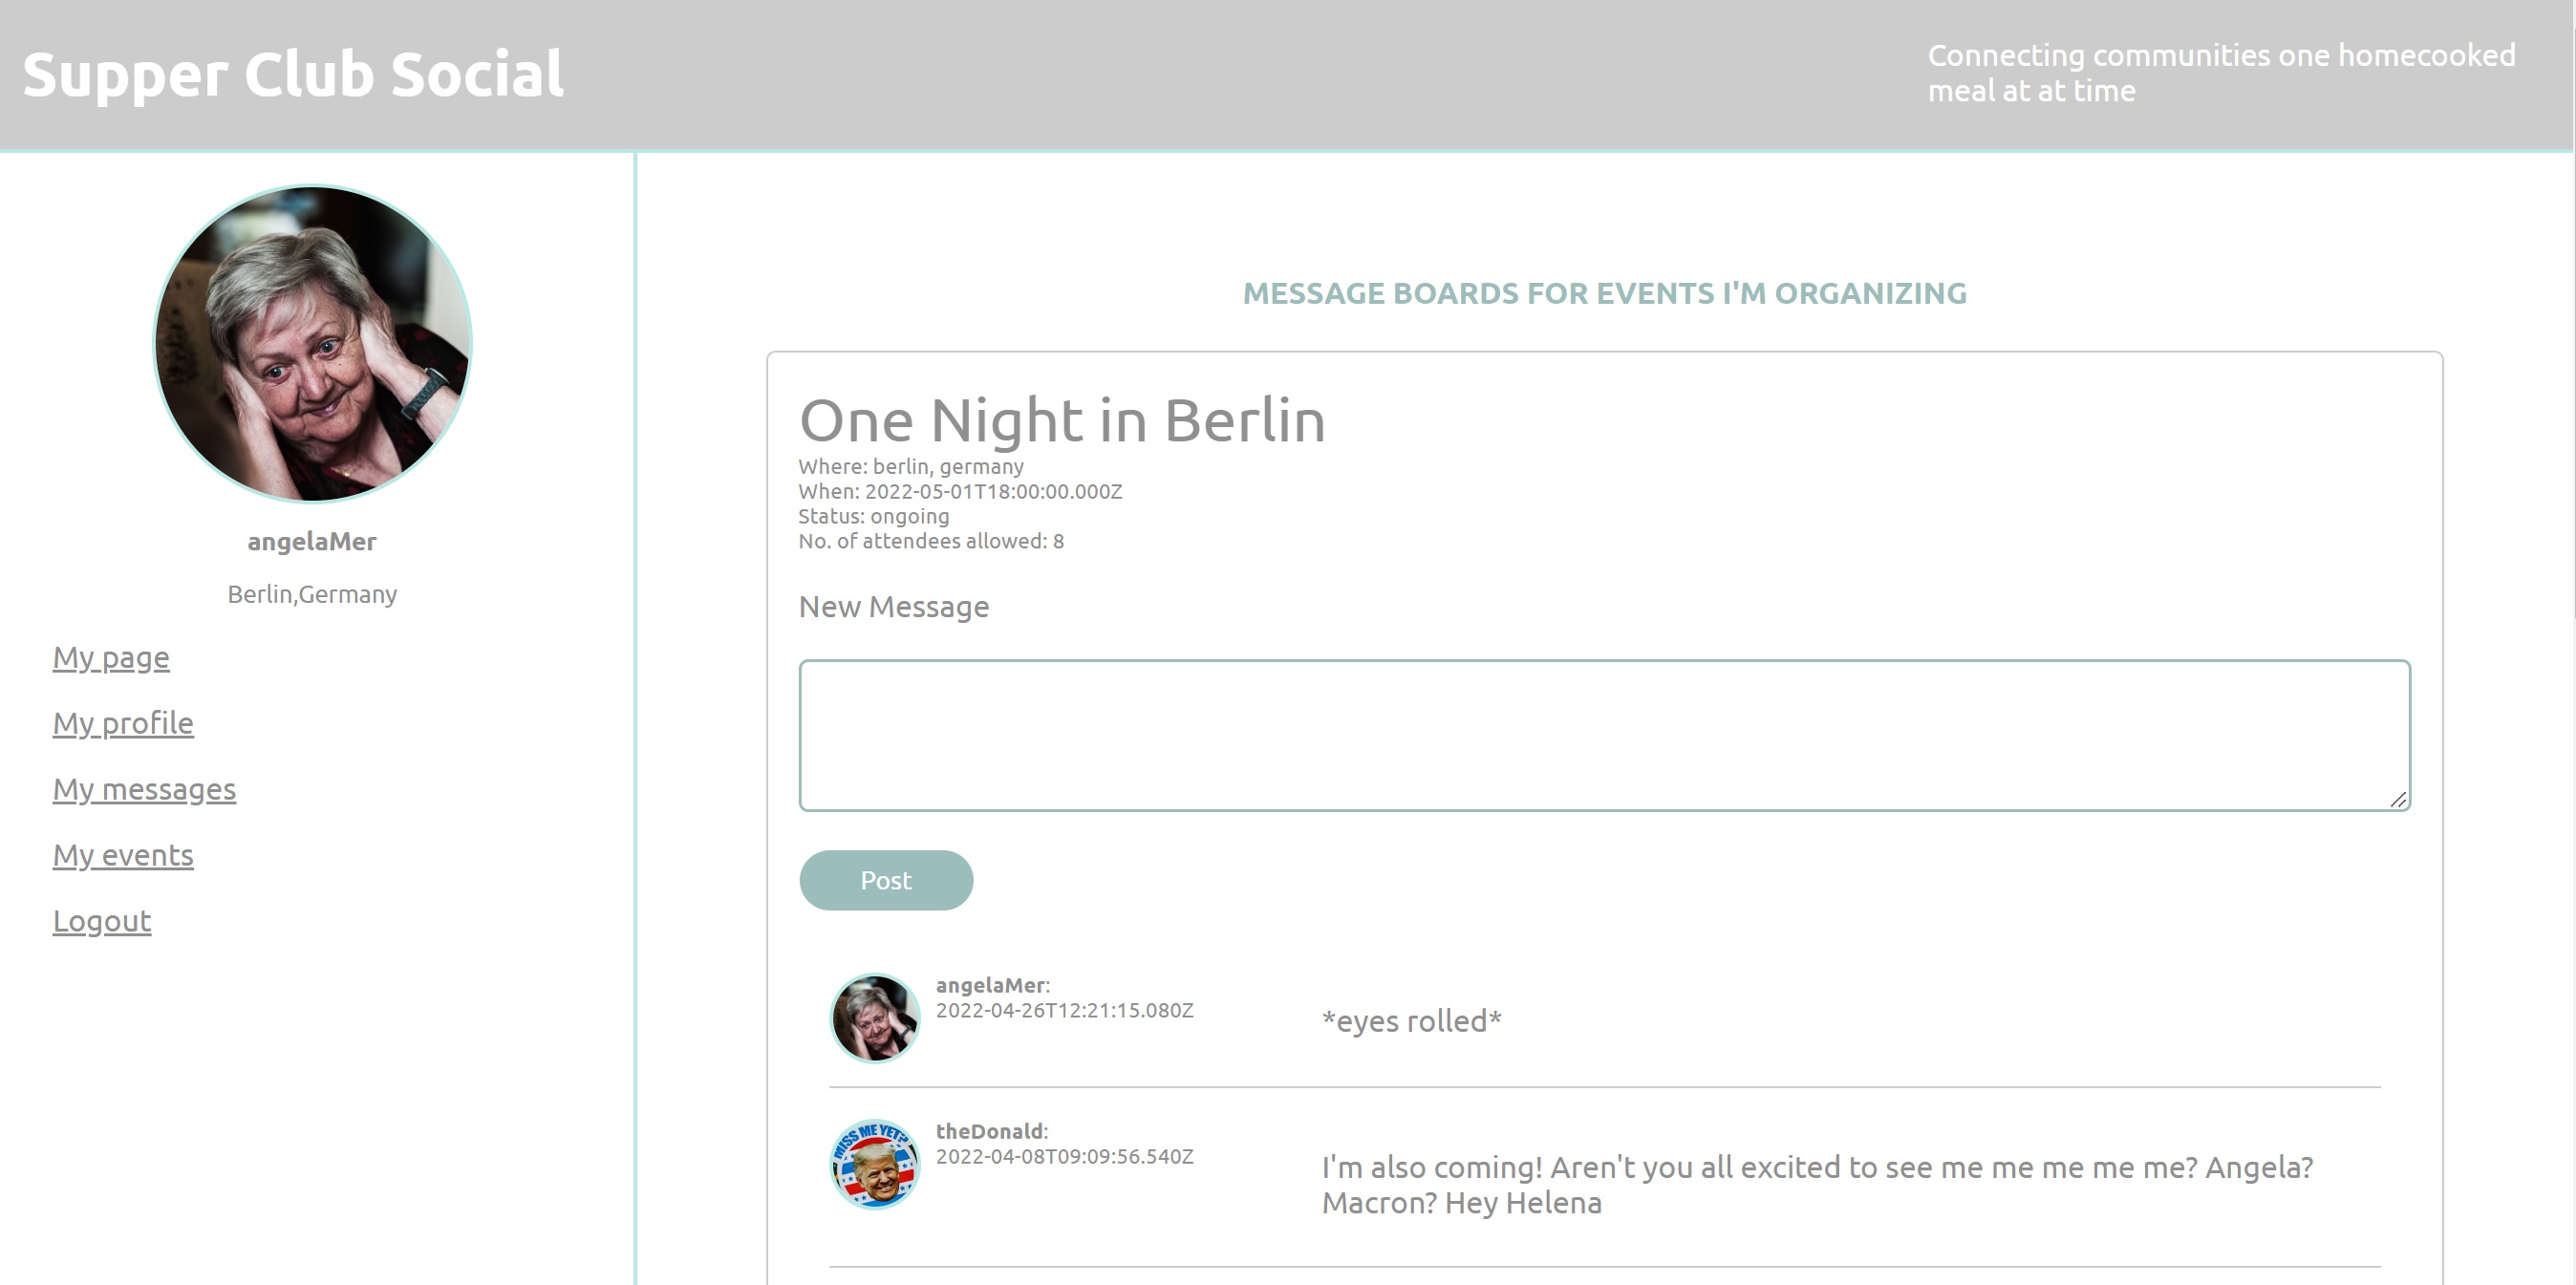 Supper Club Social
Connecting communities one homecooked
meal at at time
angelaMer
Berlin,Germany
My page
My profile
My messages
My events
Logout
MESSAGE BOARDS FOR EVENTS I'M ORGANIZING
One Night in Berlin
Where: berlin, germany
When: 2022-05-01T18:00:00.000Z
Status: ongoing
No. of attendees allowed: 8
New Message
Post
angelaMer:
2022-04-26T12:21:15.080Z
*eyes rolled*
MISS ME YET?
theDonald:
2022-04-08T09:09:56.540Z
I'm also coming! Aren't you all excited to see me me me me me? Angela?
Macron? Hey Helena